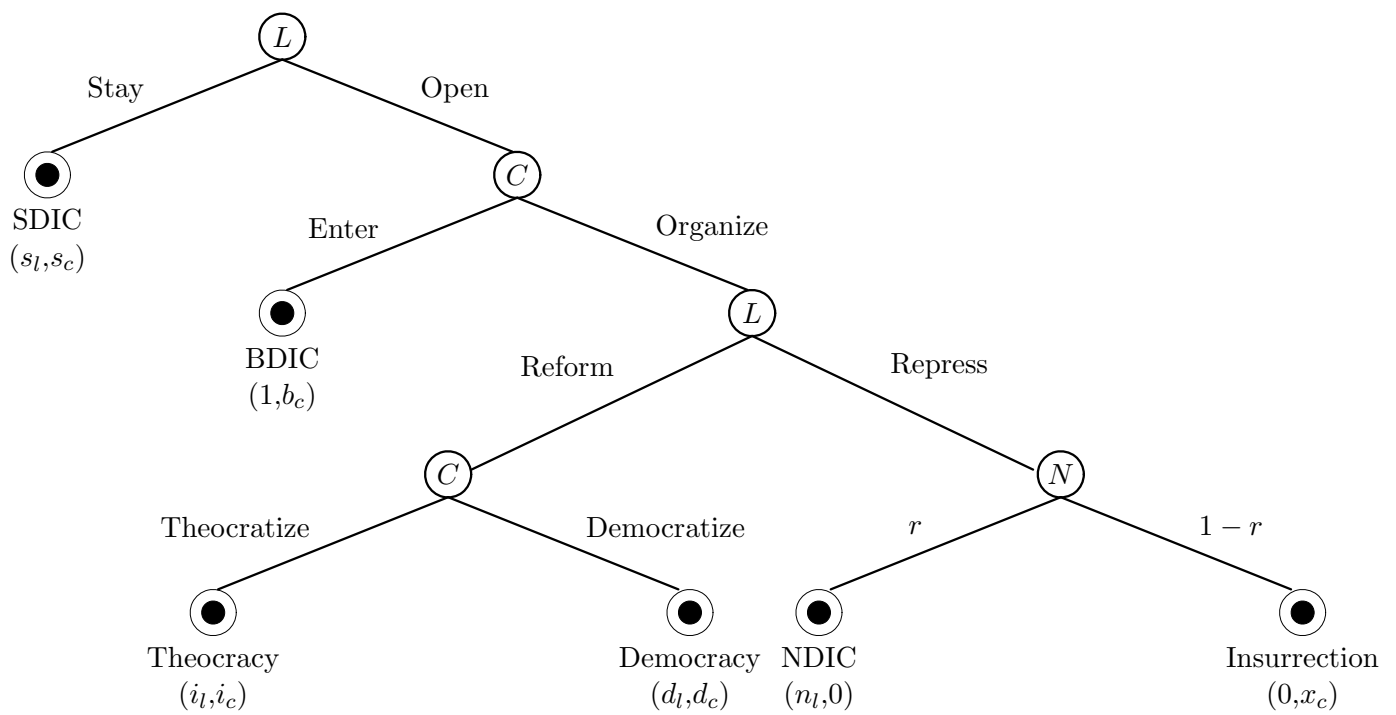 L
Stay
Open
C
SDIC
(s_l,s_c)
Enter
Organize
L
BDIC
(1,b_c)
Reform
Repress
C
N
Theocratize
Democratize
r
1 − r
Theocracy
(i_l,i_c)
Democracy
(d_l,d_c)
NDIC
(n_l,0)
Insurrection
(0,x_c)